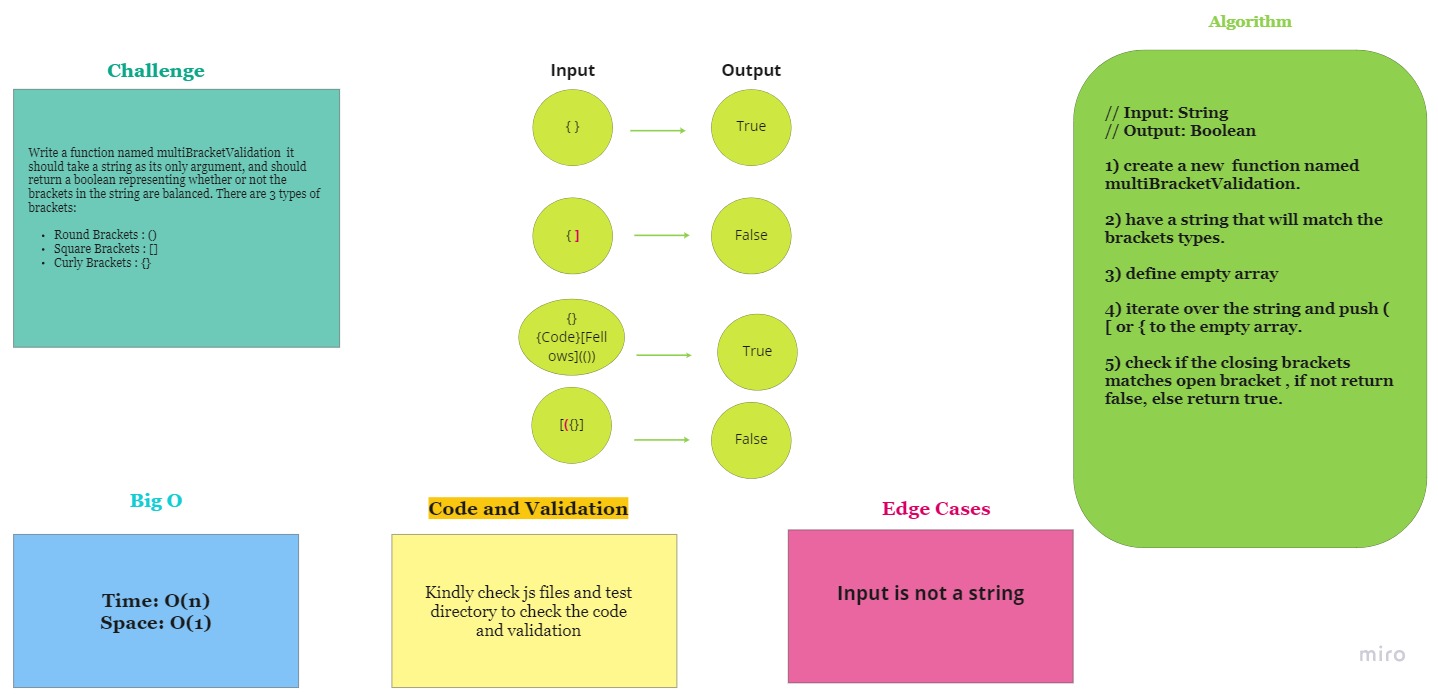 Challenge
Write a function named multiBracketValidation it
should take a string as its only argument, and should
return a boolean representing whether or not the
brackets in the string are balanced. There are 3 types of
brackets:
• Round Brackets : ()
• Square Brackets : []
• Curly Brackets : {}
Input
Output
{ }
True
{ ]
False
{}
{Code}[Fell
ows](())
True
[({}]
False
Algorithm
// Input: String
// Output: Boolean
1) create a new function named
multiBracketValidation.
2) have a string that will match the
brackets types.
3) define empty array
4) iterate over the string and push (
[ or { to the empty array.
5) check if the closing brackets
matches open bracket , if not return
false, else return true.
Big O
Time: O(n)
Space: O(1)
Code and Validation
Kindly check js files and test
directory to check the code
and validation
Edge Cases
Input is not a string
miro